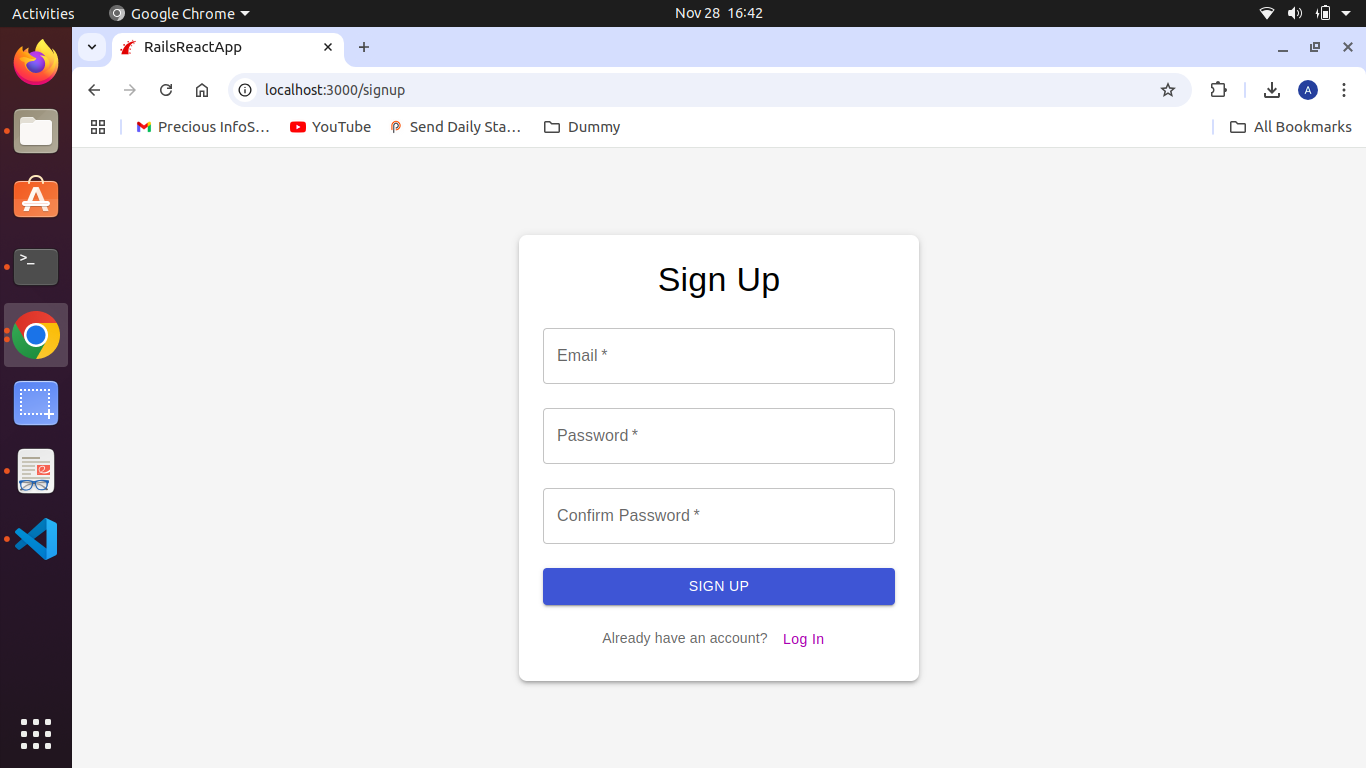 Activities
Google Chrome
Nov 28 16:42
RailsReactApp
localhost:3000/signup
A
Precious InfoS...
YouTube
Send Daily Sta...
Dummy
All Bookmarks
>_
Sign Up
Email *
Password *
Confirm Password *
SIGN UP
Already have an account? Log In